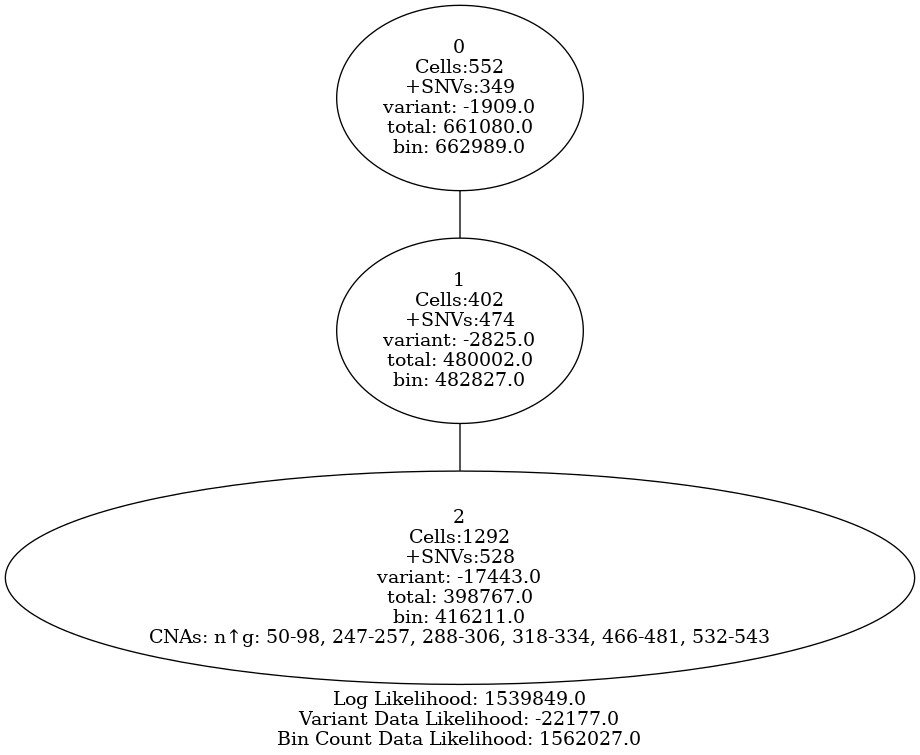 0
Cells:552
+SNVs:349
variant: -1909.0
total: 661080.0
bin: 662989.0
1
Cells:402
+SNVs:474
variant: -2825.0
total: 480002.0
bin: 482827.0
2
Cells:1292
+SNVs:528
variant: -17443.0
total: 398767.0
bin: 416211.0
CNAs: n↑g: 50-98, 247-257, 288-306, 318-334, 466-481, 532-543
Log Likelihood: 1539849.0
Variant Data Likelihood: -22177.0
Bin Count Data Likelihood: 1562027.0